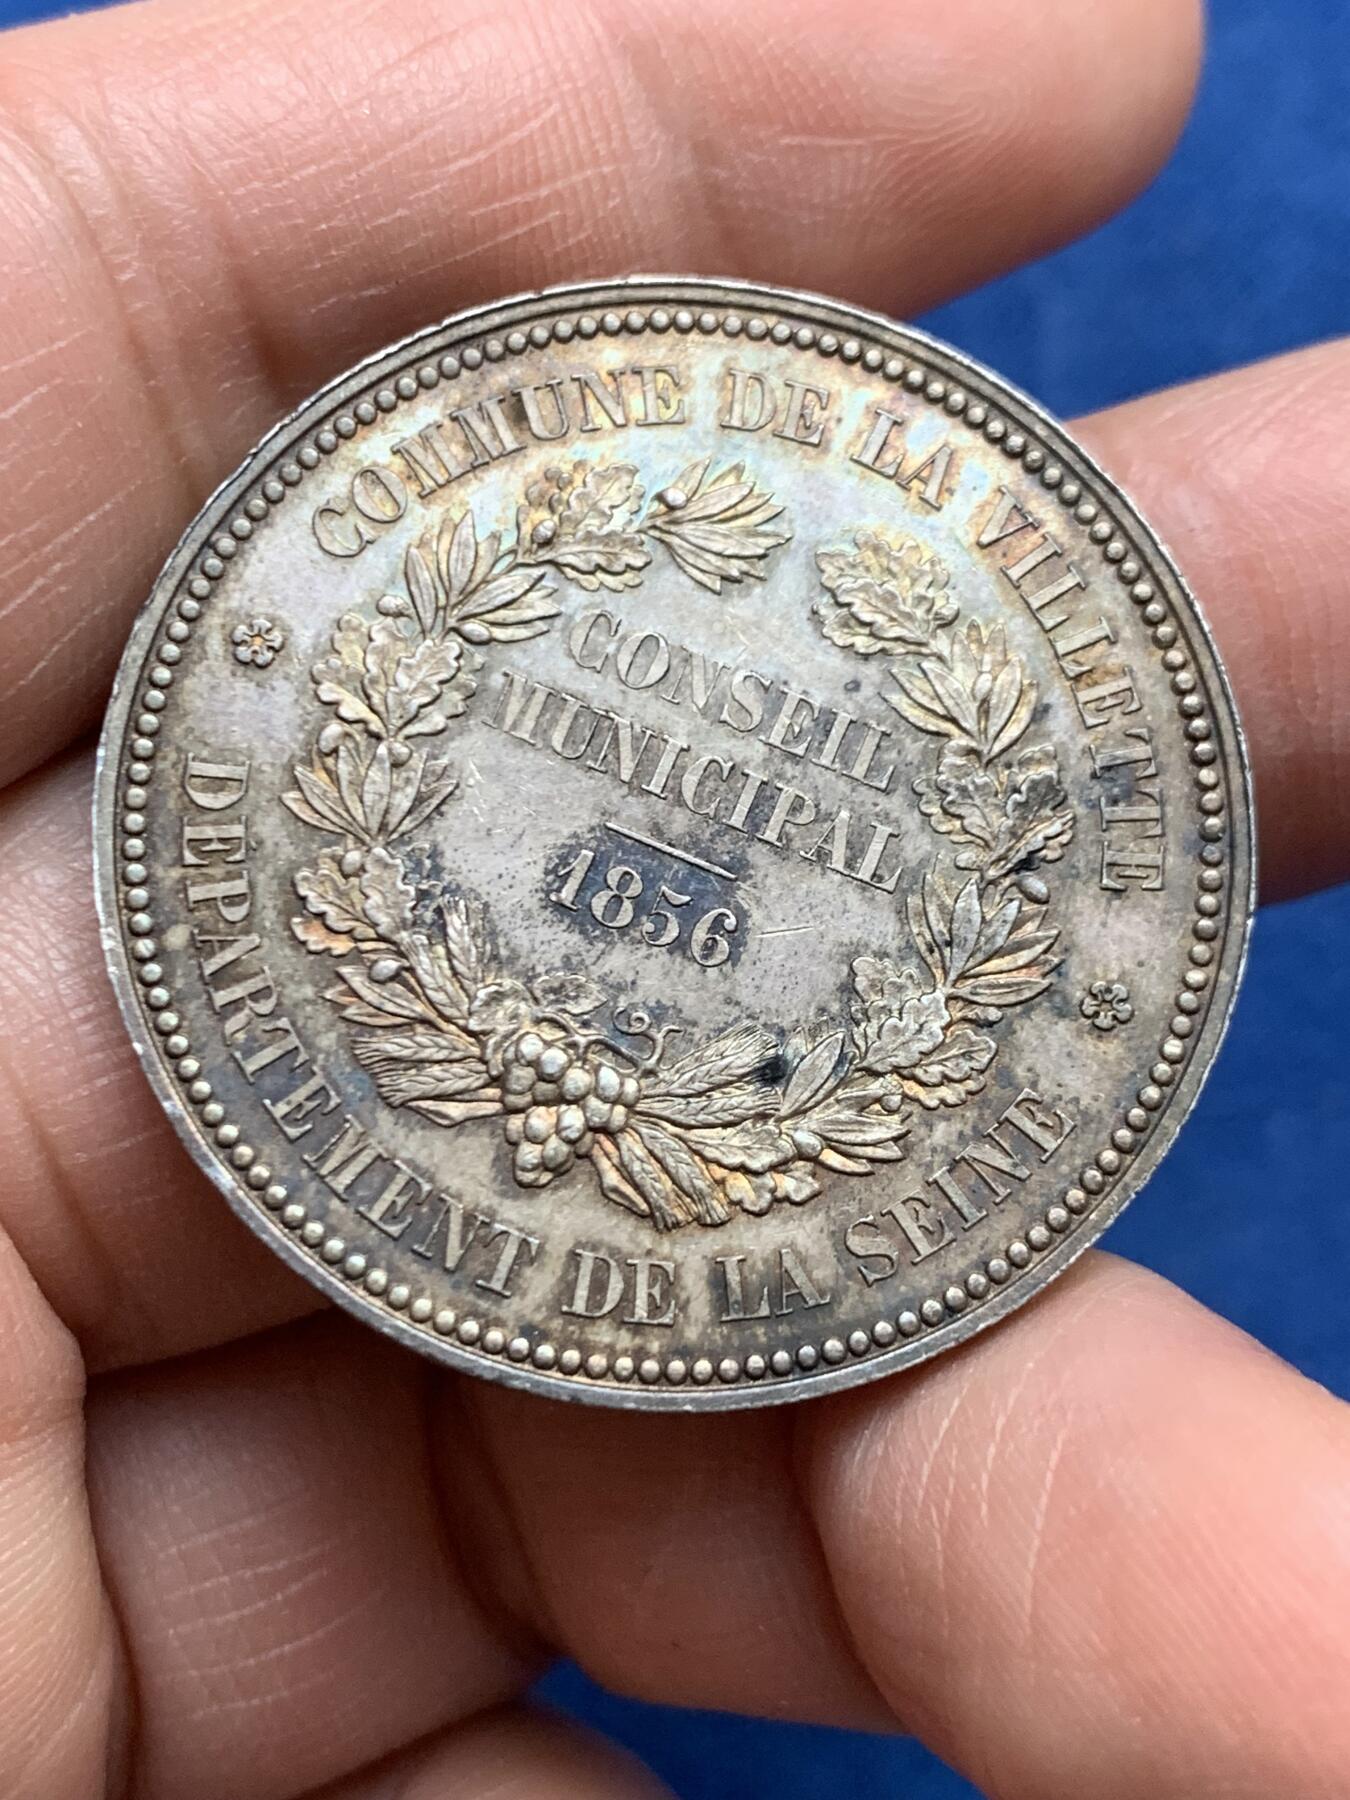 COMMUNE DE LA VILLETTE
CONSEIL
MUNICIPAL
1856
DÉPARTEMENT DE LA SEINE